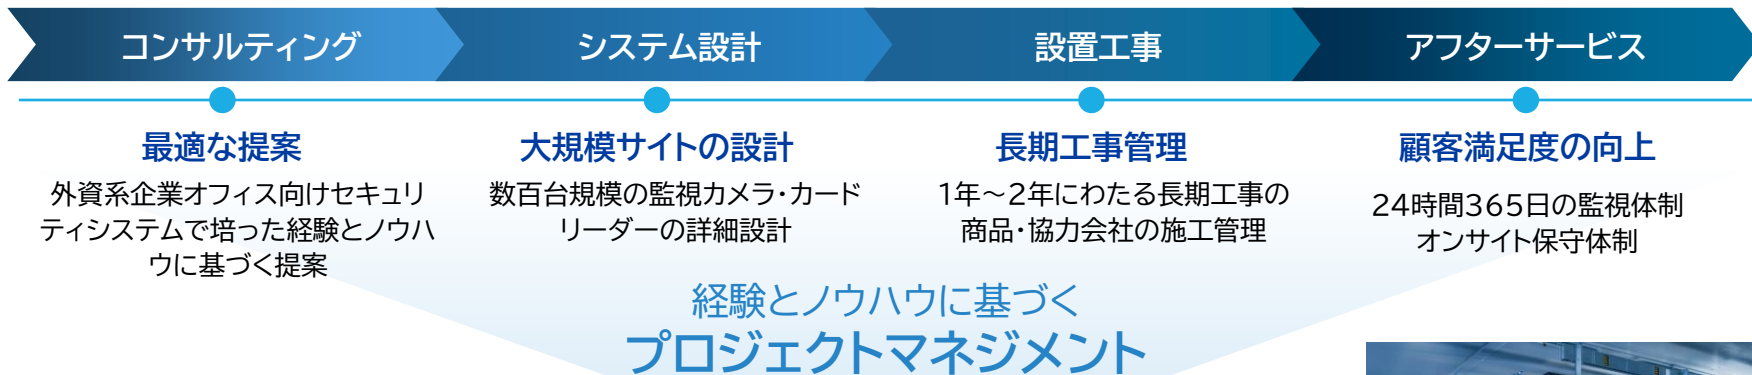 コンサルティング
システム設計
設置工事
アフターサービス
最適な提案
外資系企業オフィス向けセキュリ
ティシステムで培った経験とノウハ
ウに基づく提案
大規模サイトの設計
数百台規模の監視カメラ・カード
リーダーの詳細設計
長期工事管理
1年～2年にわたる長期工事の
商品・協力会社の施工管理
顧客満足度の向上
24時間365日の監視体制
オンサイト保守体制
経験とノウハウに基づく
プロジェクトマネジメント